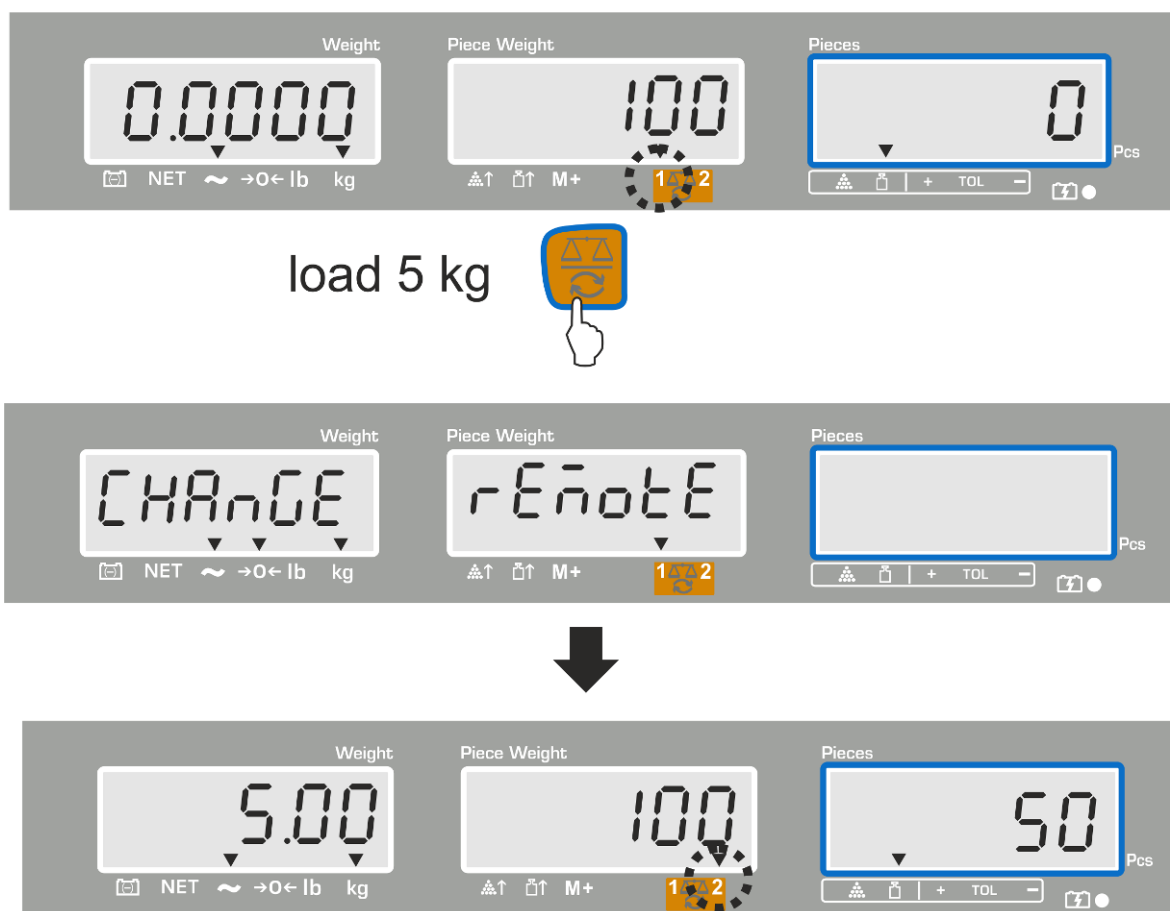 Weight Piece Weight Pieces
0.0000 100 0
Pcs
NET ~ →0← lb kg M+ 1 2 + TOL −
load 5 kg
Weight Piece Weight Pieces
CHAnGE rEmotE
Pcs
NET ~ →0← lb kg M+ 1 2 + TOL −
Weight Piece Weight Pieces
5.00 100 50
Pcs
NET ~ →0← lb kg M+ 1 2 + TOL −